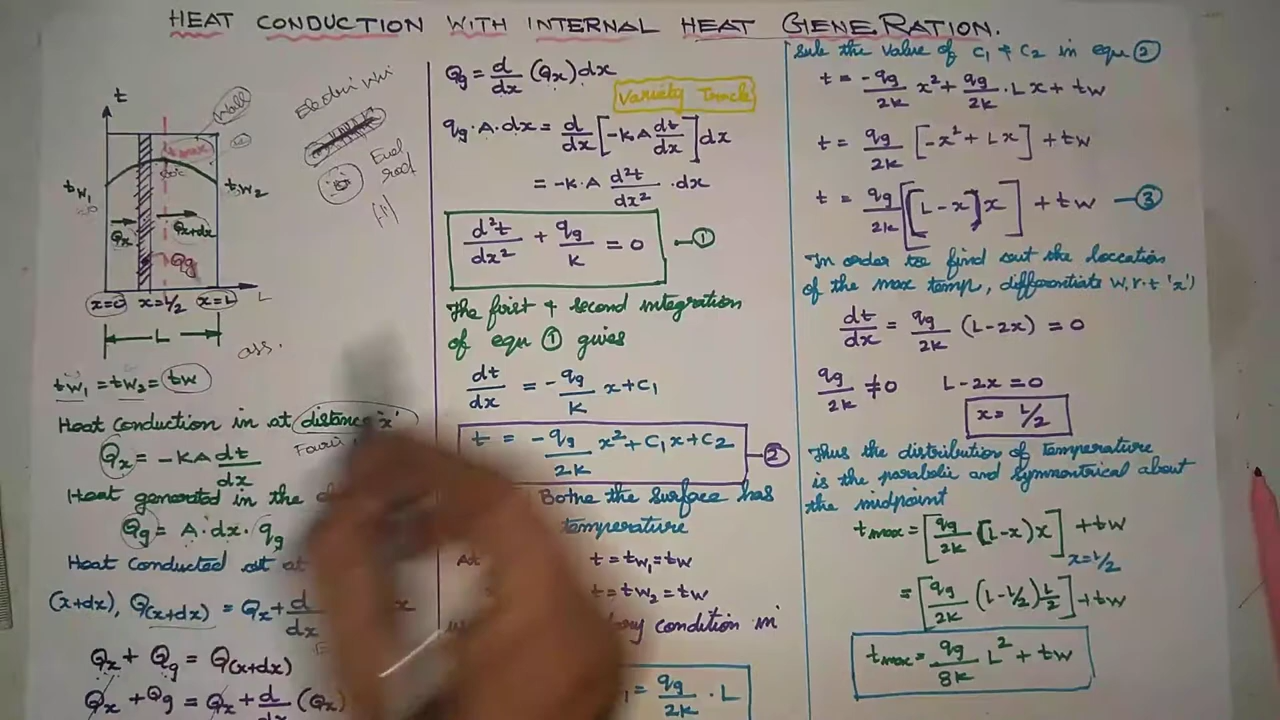 HEAT CONDUCTION WITH INTERNAL HEAT GENERATION.
t
Wall
t max
tw1
tw2
Qx
Qx+dx
Qg
x=0 x=L/2 x=L
L
L
Electric
Fuel
rod
ass.
tw1 = tw2 = tw
Heat conduction in at distance 'x'
Qx = -KA dt/dx
Heat generated in the
Qg = A.dx. qg
Heat conducted out at
(x+dx), Q(x+dx) = Qx + d/dx
Qx + Qg = Q(x+dx)
Qx + Qg = Qx + d/dx (Qx)
Qg = d/dx (Qx) dx
Variety Track
qg.A.dx = d/dx [-KA dt/dx] dx
= -K.A d²t/dx² .dx
d²t/dx² + qg/K = 0 - ①
The first & second integration
of equn ① gives
dt/dx = -qg/K x + C1
t = -qg/2K x² + C1x + C2 - ②
Bothe the surface has
temperature
At t = tw1 = tw
t = tw2 = tw
condition in
= qg/2K . L
sub the value of C1 & C2 in equn ②
t = -qg/2K x² + qg/2K . Lx + tw
t = qg/2K [-x² + Lx] + tw
t = qg/2K [[L-x]x] + tw - ③
In order to find out the loccation
of the max temp, differentiate w.r.t 'x')
dt/dx = qg/2K (L-2x) = 0
qg/2K ≠ 0 L-2x = 0
x = L/2
Thus the distribution of Temperature
is the parabolic and symmontrical about
the midpoint
tmax = [qg/2K (L-x)x] + tw
x=L/2
= [qg/2K (L-L/2) L/2] + tw
tmax = qg/8K L² + tw